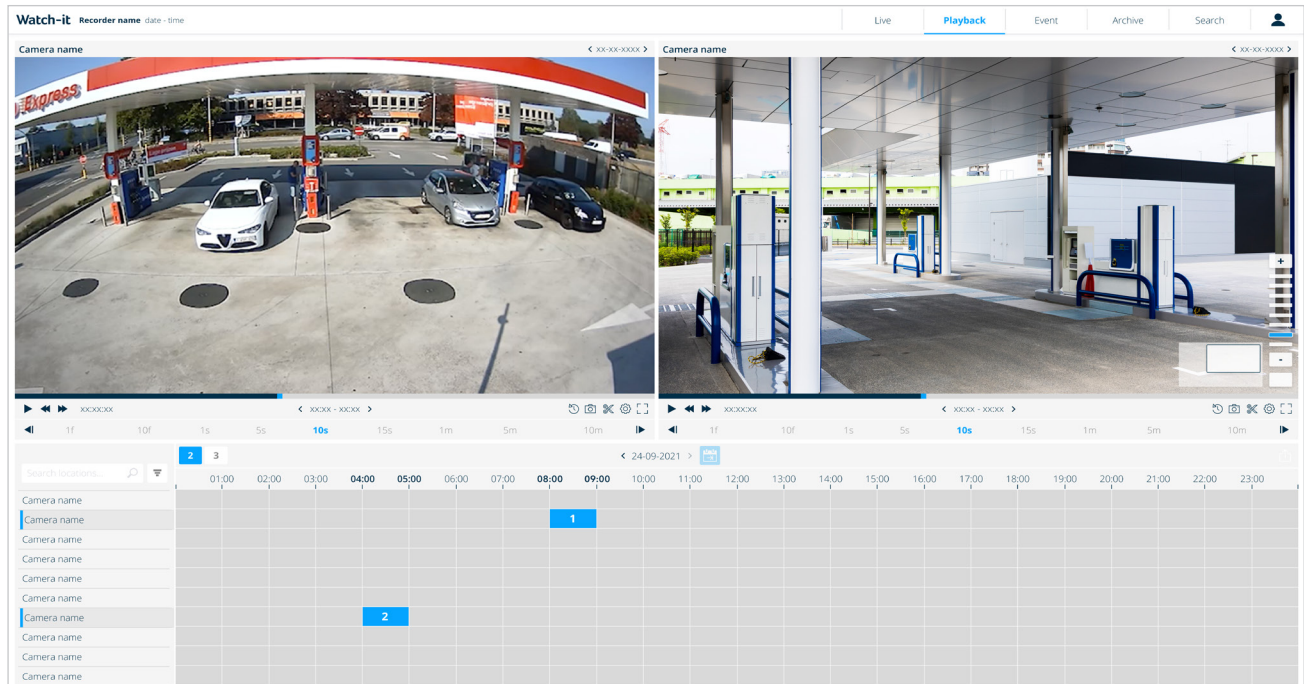 Watch-it Recorder name date - time Live Playback Event Archive Search
Camera name < xx-xx-xxxx > Camera name < xx-xx-xxxx >
Express
+
-
xx:xx:xx < xx:xx - xx:xx > xx:xx:xx < xx:xx - xx:xx >
1f 10f 1s 5s 10s 15s 1m 5m 10m 1f 10f 1s 5s 10s 15s 1m 5m 10m
2 3 < 24-09-2021 >
Search locations... 01:00 02:00 03:00 04:00 05:00 06:00 07:00 08:00 09:00 10:00 11:00 12:00 13:00 14:00 15:00 16:00 17:00 18:00 19:00 20:00 21:00 22:00 23:00
Camera name
Camera name 1
Camera name
Camera name
Camera name
Camera name
Camera name 2
Camera name
Camera name
Camera name